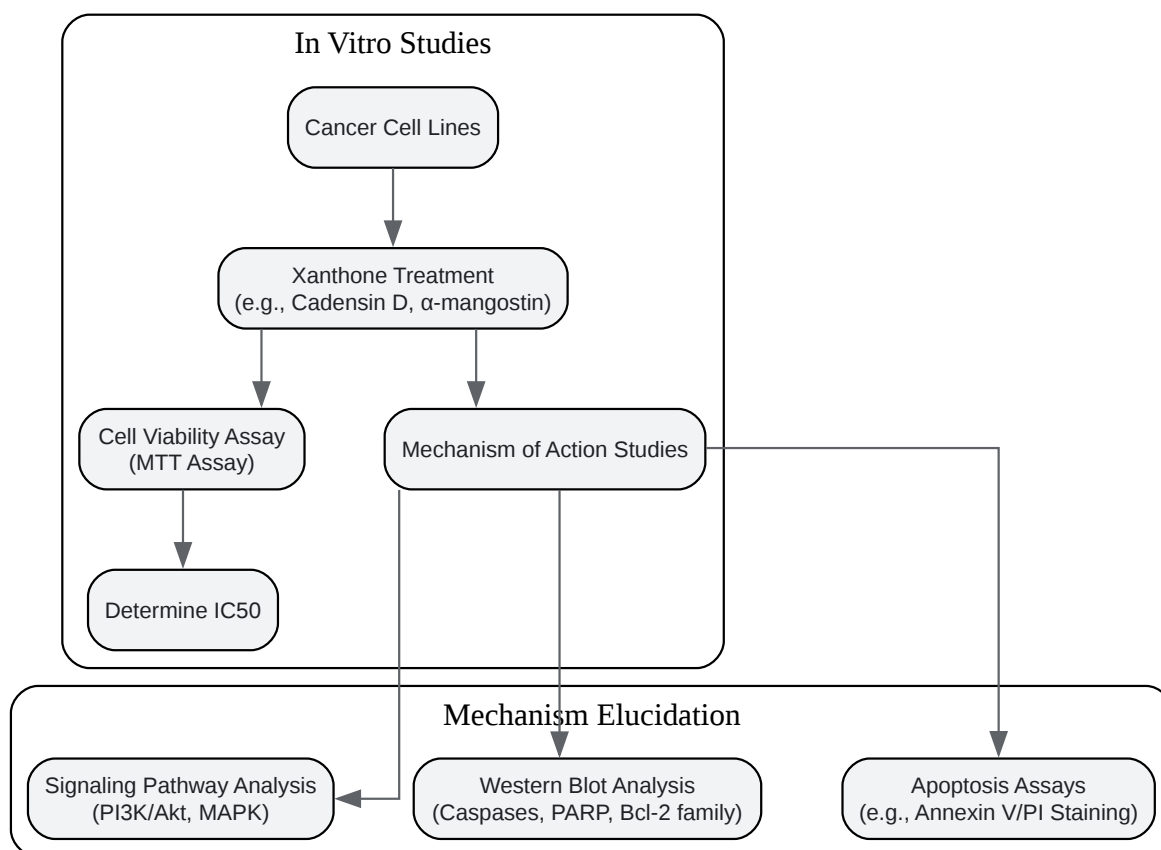 In Vitro Studies
Cancer Cell Lines
Xanthone Treatment
(e.g., Cadensin D, α-mangostin)
Cell Viability Assay
(MTT Assay)
Mechanism of Action Studies
Determine IC50
Mechanism Elucidation
Signaling Pathway Analysis
(PI3K/Akt, MAPK)
Western Blot Analysis
(Caspases, PARP, Bcl-2 family)
Apoptosis Assays
(e.g., Annexin V/PI Staining)